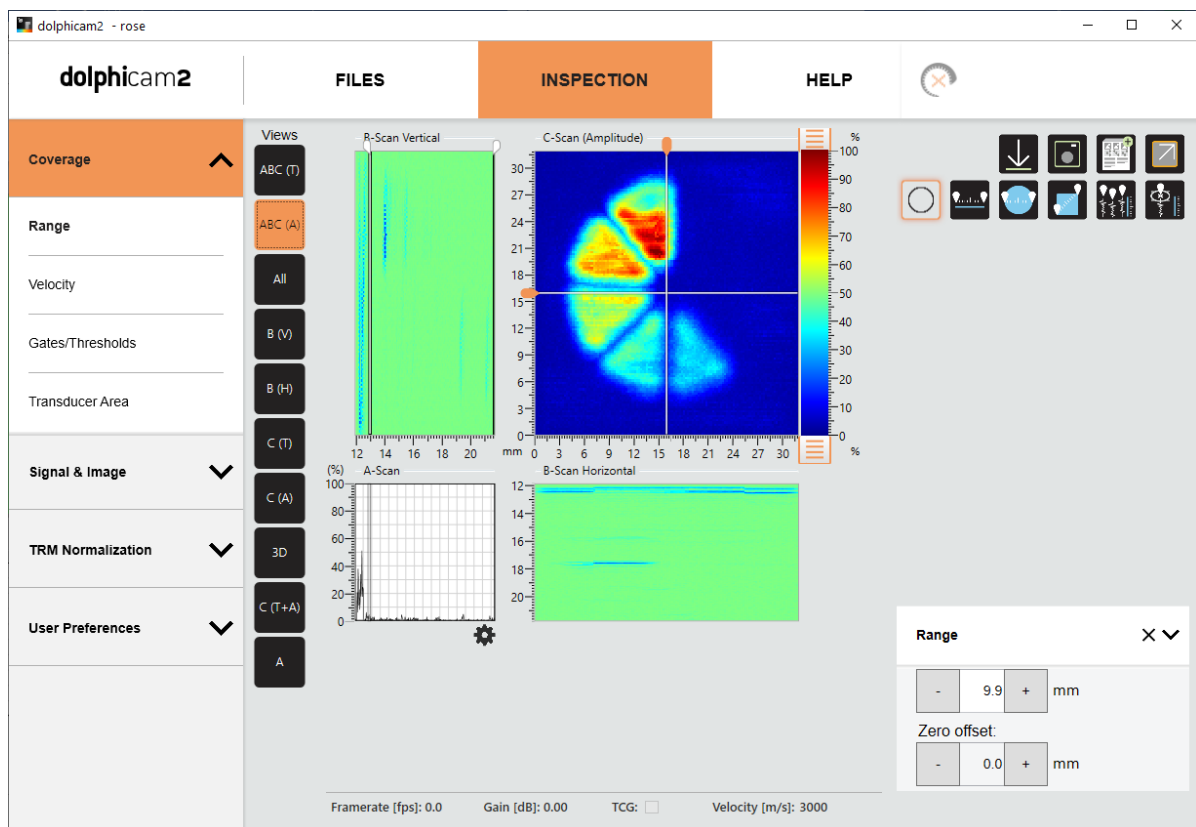 dolphicam2 - rose
dolphicam2
FILES
INSPECTION
HELP
Coverage
Range
Velocity
Gates/Thresholds
Transducer Area
Signal & Image
TRM Normalization
User Preferences
Views
ABC (T)
ABC (A)
All
B (V)
B (H)
C (T)
C (A)
3D
C (T+A)
A
B-Scan Vertical
12 14 16 18 20 mm
C-Scan (Amplitude)
30
27
24
21
18
15
12
9
6
3
0
0 3 6 9 12 15 18 21 24 27 30
%
100
90
80
70
60
50
40
30
20
10
0
%
(%) A-Scan
100
80
60
40
20
0
B-Scan Horizontal
12
14
16
18
20
Range
- 9.9 + mm
Zero offset:
- 0.0 + mm
Framerate [fps]: 0.0 Gain [dB]: 0.00 TCG: Velocity [m/s]: 3000